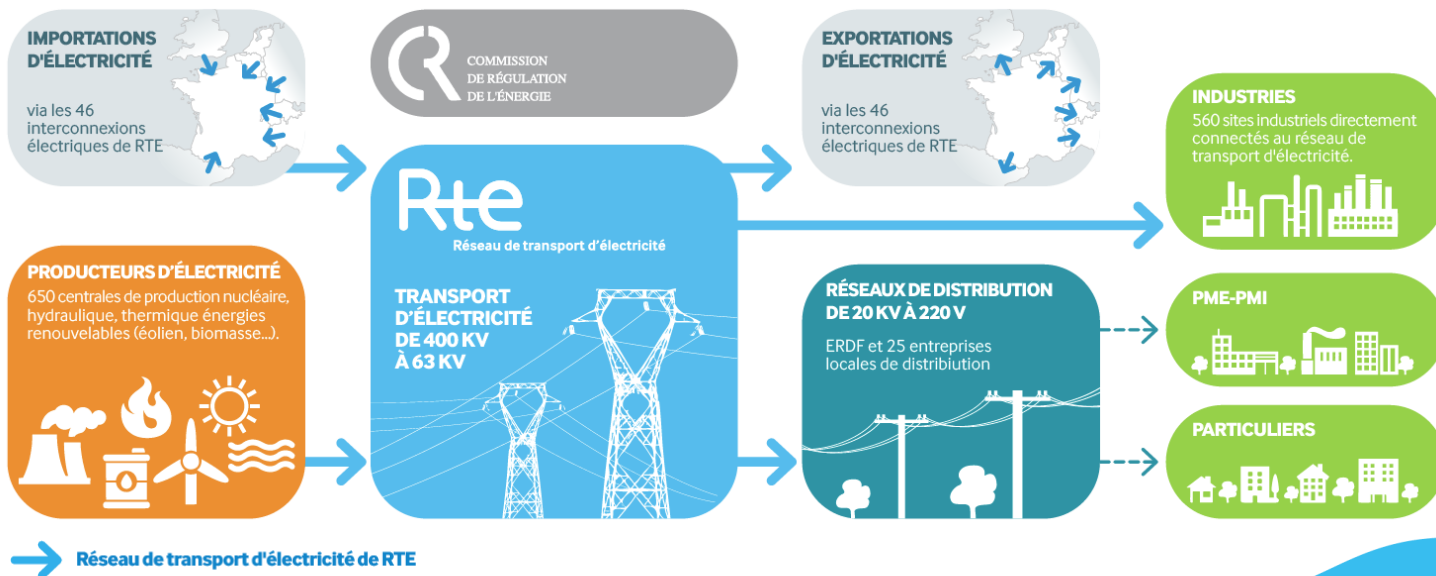 IMPORTATIONS
D'ÉLECTRICITÉ
via les 46
interconnexions
électriques de RTE
COMMISSION
DE RÉGULATION
DE L'ÉNERGIE
EXPORTATIONS
D'ÉLECTRICITÉ
via les 46
interconnexions
électriques de RTE
INDUSTRIES
560 sites industriels directement
connectés au réseau de
transport d'électricité.
PRODUCTEURS D'ÉLECTRICITÉ
650 centrales de production nucléaire,
hydraulique, thermique énergies
renouvelables (éolien, biomasse...).
Rte
Réseau de transport d'électricité
TRANSPORT
D'ÉLECTRICITÉ
DE 400 KV
À 63 KV
RÉSEAUX DE DISTRIBUTION
DE 20 KV À 220 V
ERDF et 25 entreprises
locales de distribiution
PME-PMI
PARTICULIERS
Réseau de transport d'électricité de RTE